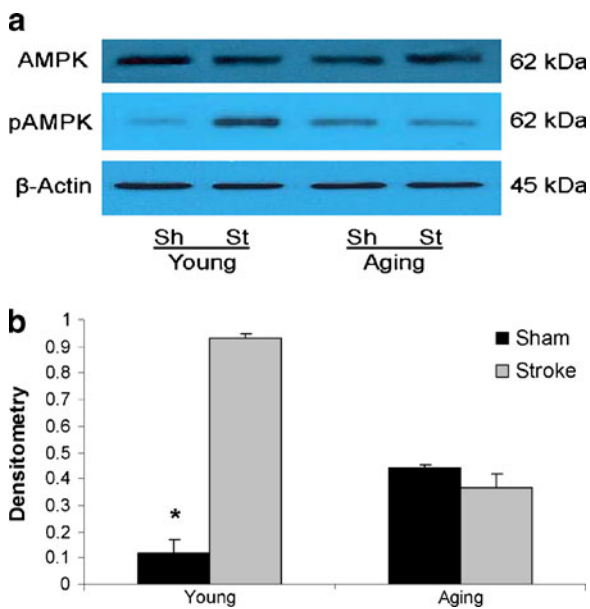 a
AMPK 62 kDa
pAMPK 62 kDa
β-Actin 45 kDa
Sh St Sh St
Young Aging
b
1
0.9
0.8
0.7
0.6
0.5
0.4
0.3
0.2
0.1
0
Densitometry
Sham
Stroke
*
Young Aging